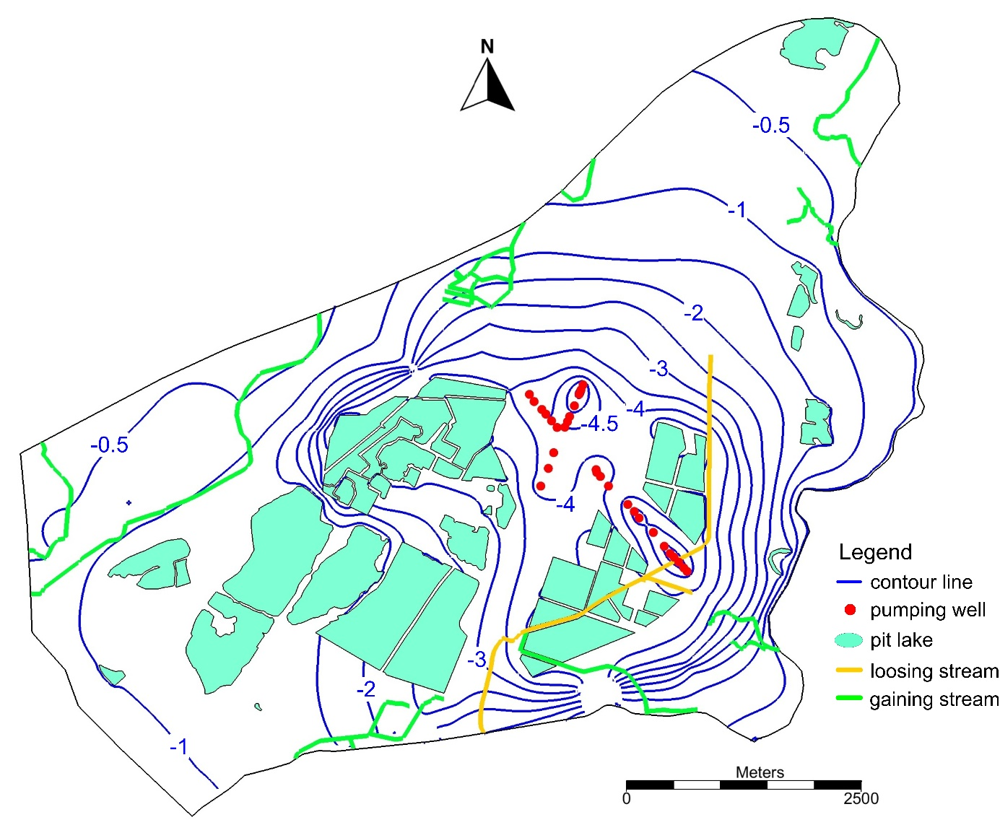 N
-0.5
-1
-2
-3
-4
-4.5
-0.5
-4
-3
-2
-1
Legend
contour line
pumping well
pit lake
loosing stream
gaining stream
Meters
0 2500